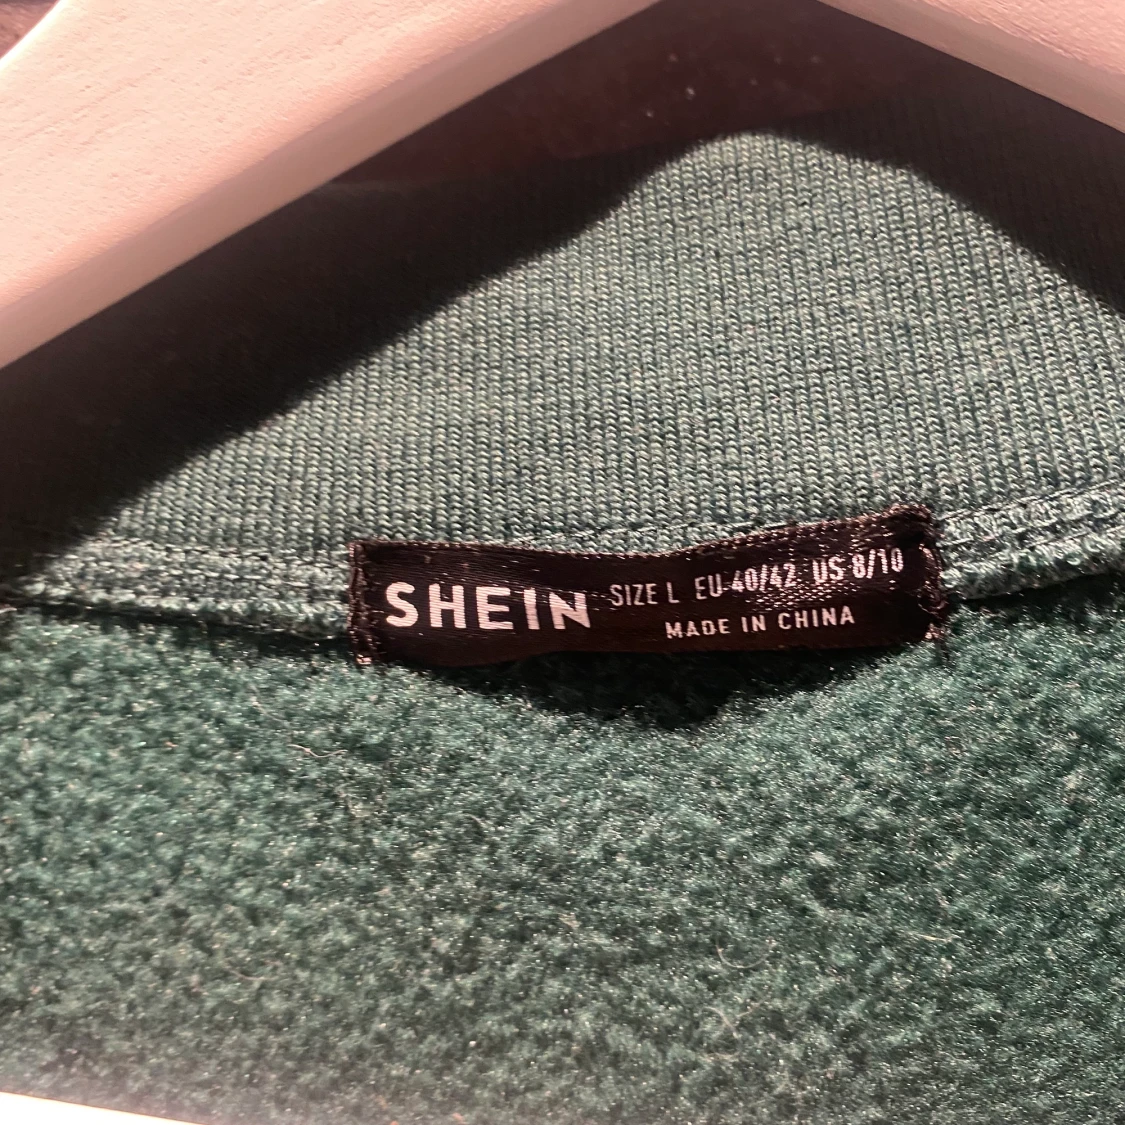 SHEIN SIZE L EU 40/42 US 8/10
MADE IN CHINA